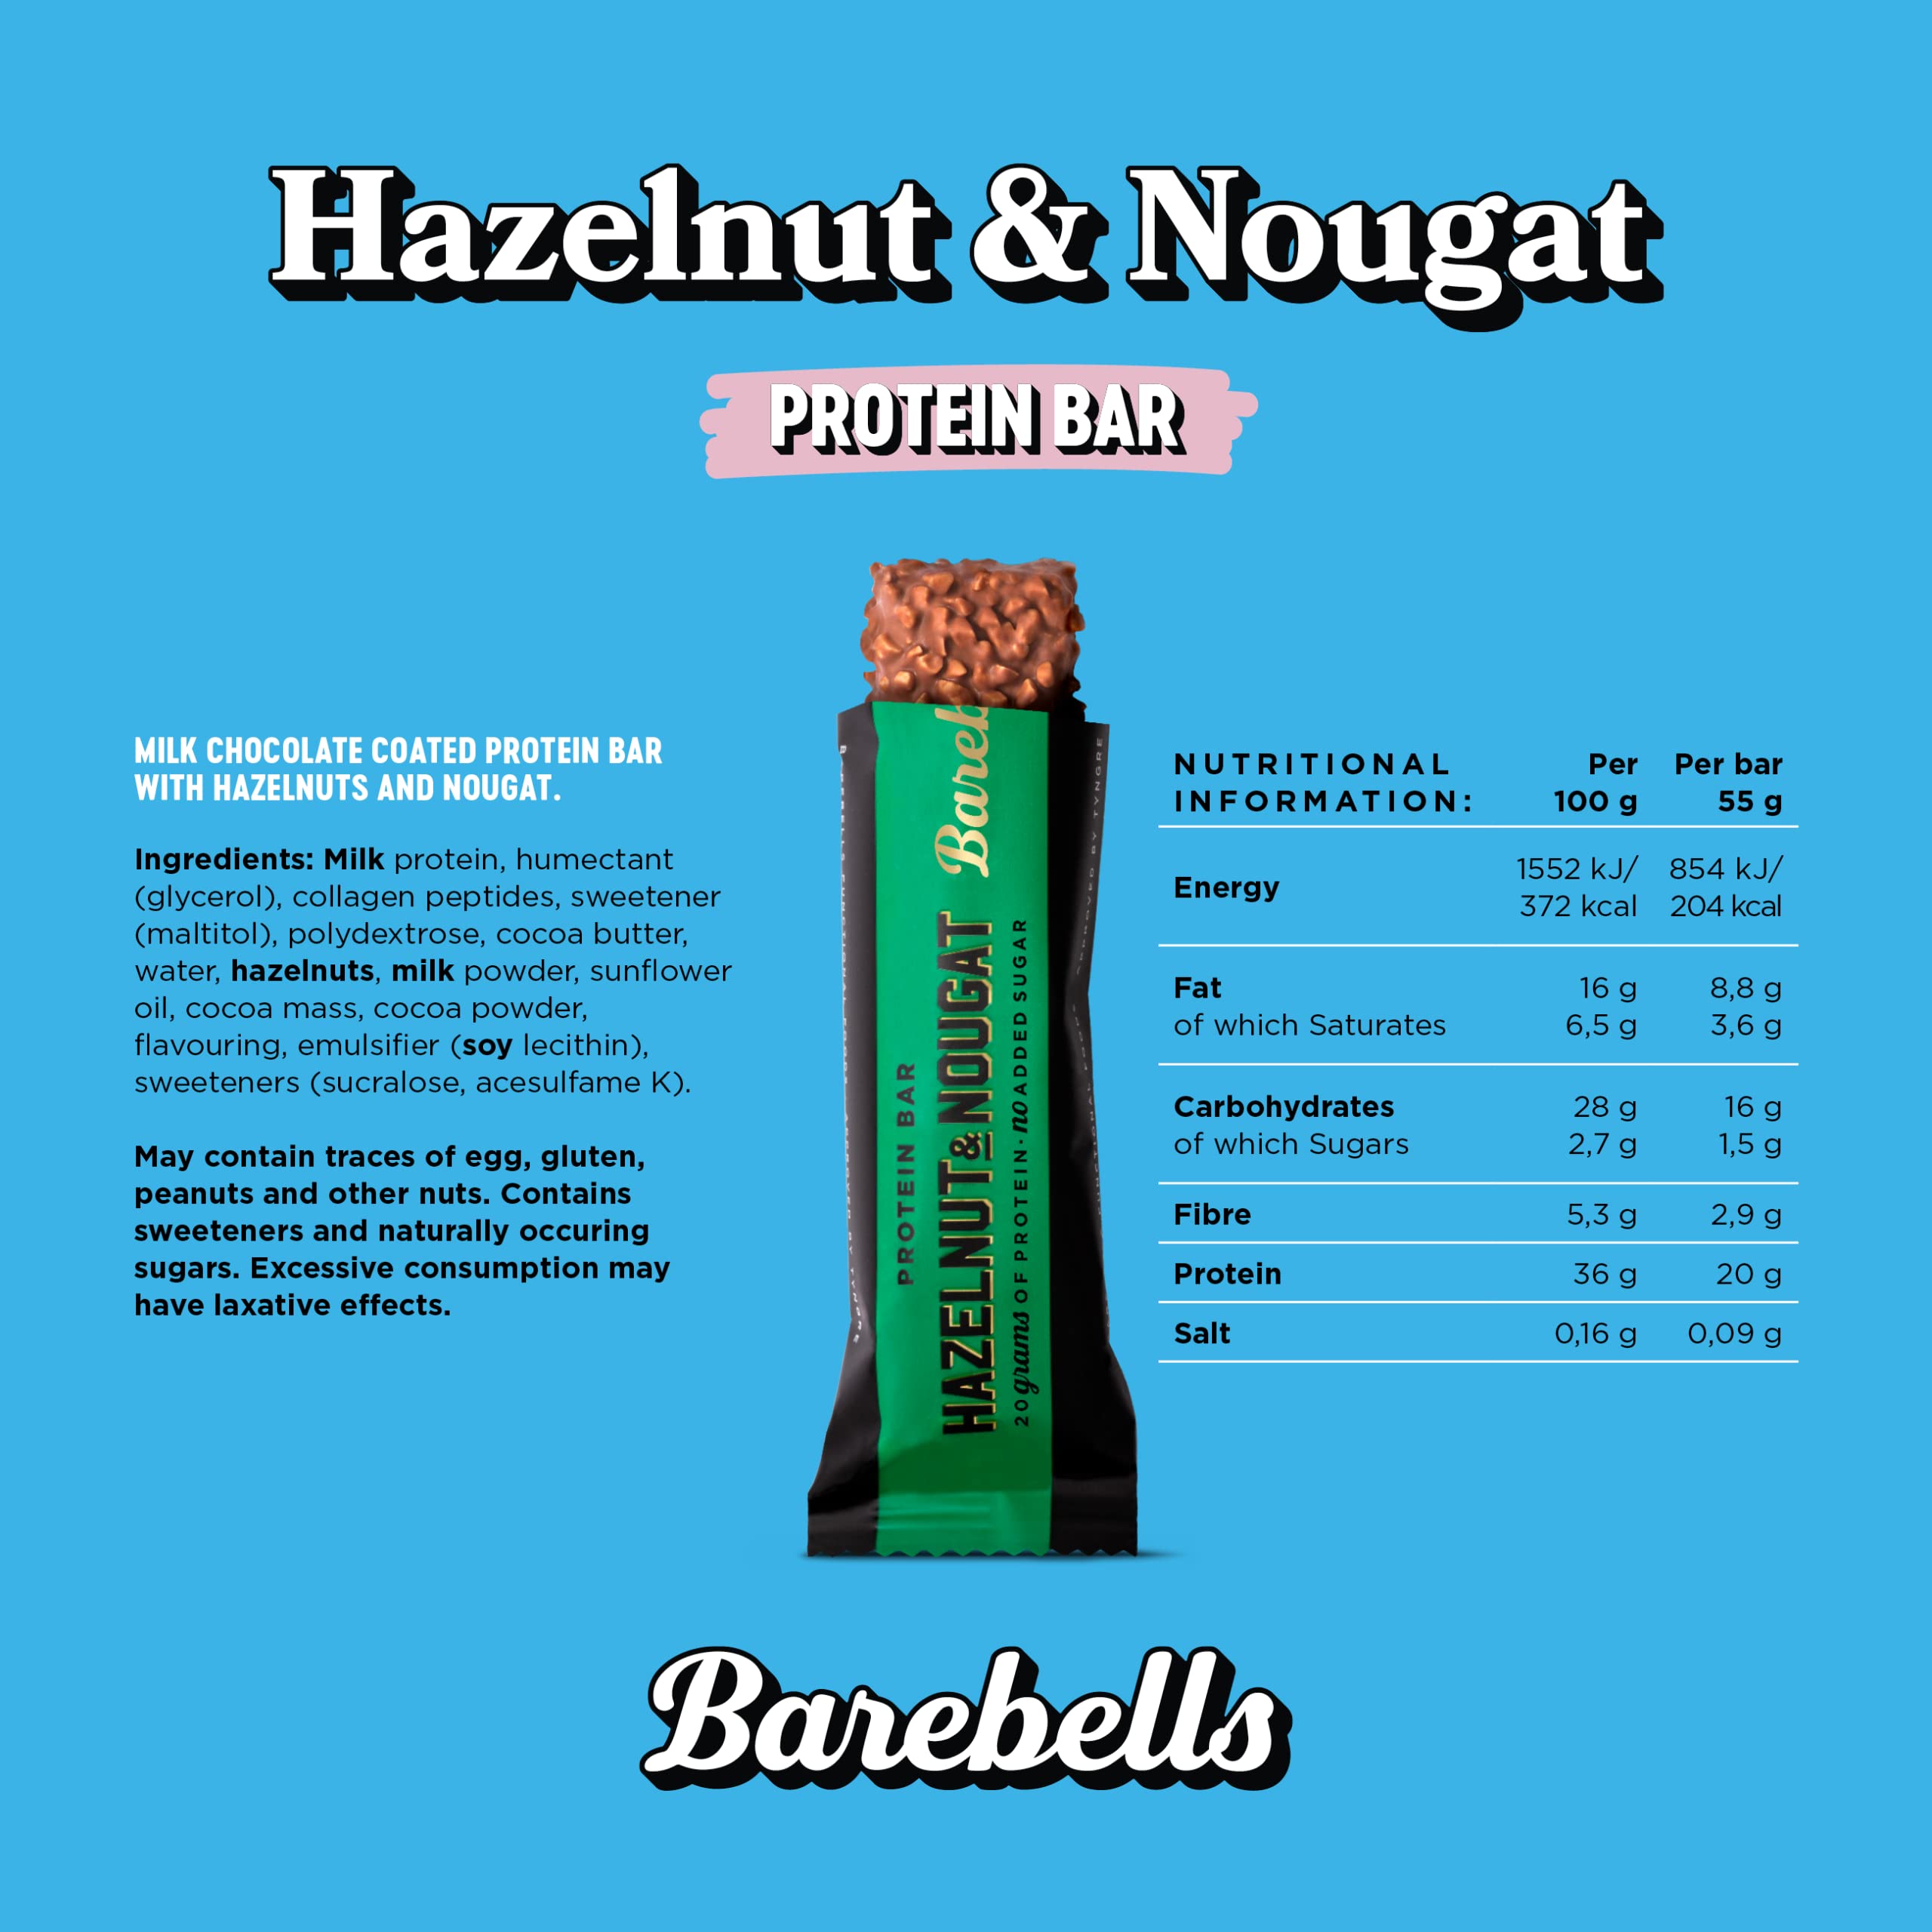 Hazelnut & Nougat
PROTEIN BAR
MILK CHOCOLATE COATED PROTEIN BAR
WITH HAZELNUTS AND NOUGAT.
Ingredients: Milk protein, humectant
(glycerol), collagen peptides, sweetener
(maltitol), polydextrose, cocoa butter,
water, hazelnuts, milk powder, sunflower
oil, cocoa mass, cocoa powder,
flavouring, emulsifier (soy lecithin),
sweeteners (sucralose, acesulfame K).
May contain traces of egg, gluten,
peanuts and other nuts. Contains
sweeteners and naturally occuring
sugars. Excessive consumption may
have laxative effects.
Bareb
PROTEIN BAR
HAZELNUT & NOUGAT
20 grams OF PROTEIN · no ADDED SUGAR
NUTRITIONAL INFORMATION: Per 100 g Per bar 55 g
Energy 1552 kJ/ 372 kcal 854 kJ/ 204 kcal
Fat 16 g 8,8 g
of which Saturates 6,5 g 3,6 g
Carbohydrates 28 g 16 g
of which Sugars 2,7 g 1,5 g
Fibre 5,3 g 2,9 g
Protein 36 g 20 g
Salt 0,16 g 0,09 g
Barebells